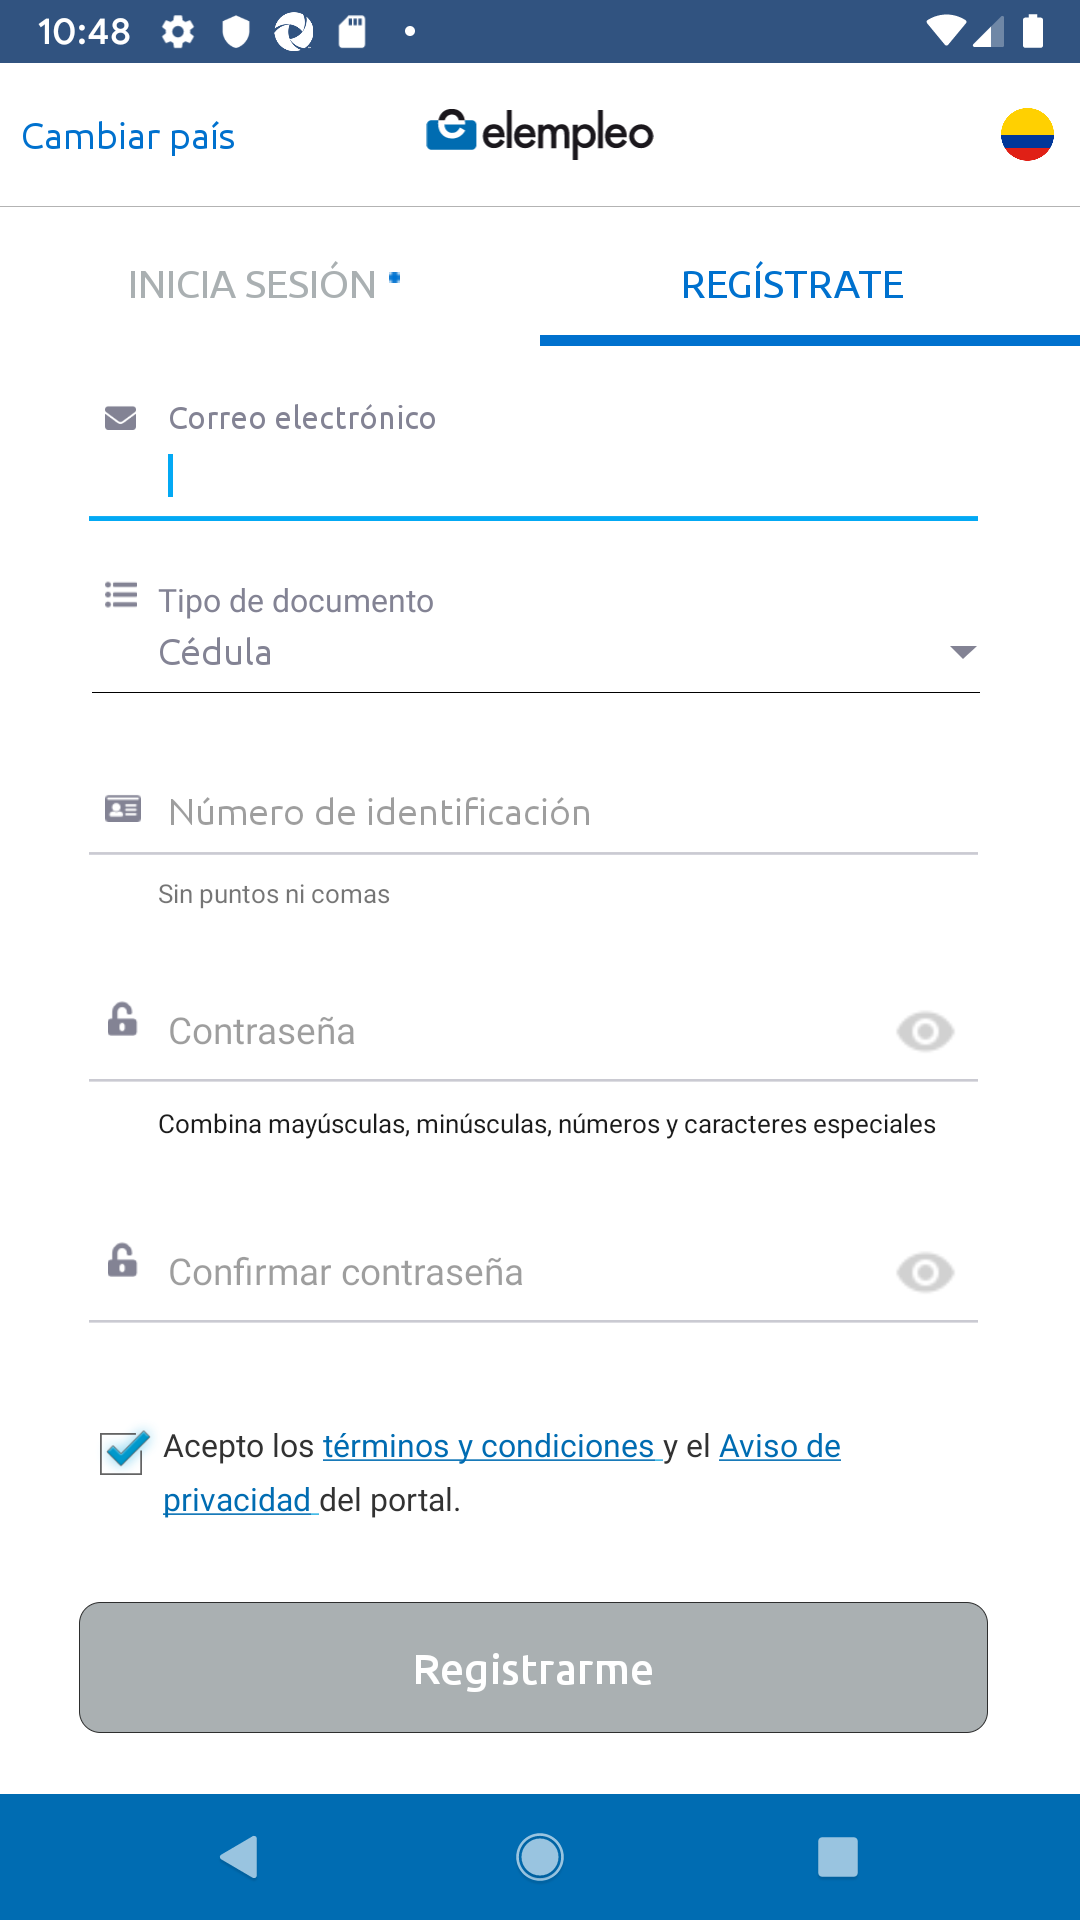 10:48
Cambiar país
elempleo
INICIA SESIÓN
REGÍSTRATE
Correo electrónico
Tipo de documento
Cédula
Número de identificación
Sin puntos ni comas
Contraseña
Combina mayúsculas, minúsculas, números y caracteres especiales
Confirmar contraseña
Acepto los términos y condiciones y el Aviso de
privacidad del portal.
Registrarme